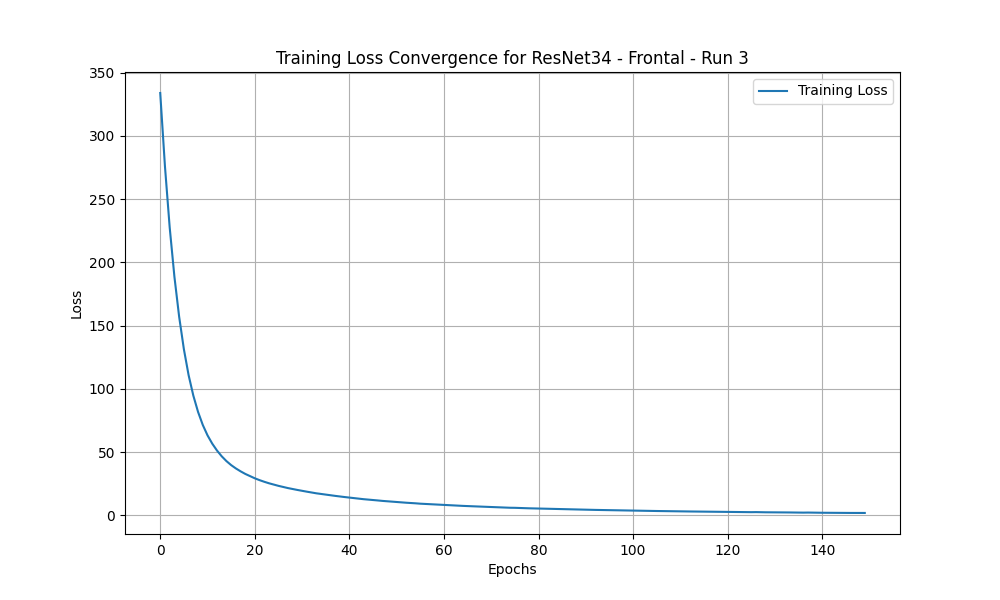 Training Loss Convergence for ResNet34 - Frontal - Run 3
Training Loss
350
300
250
200
150
100
50
0
Loss
0 20 40 60 80 100 120 140
Epochs